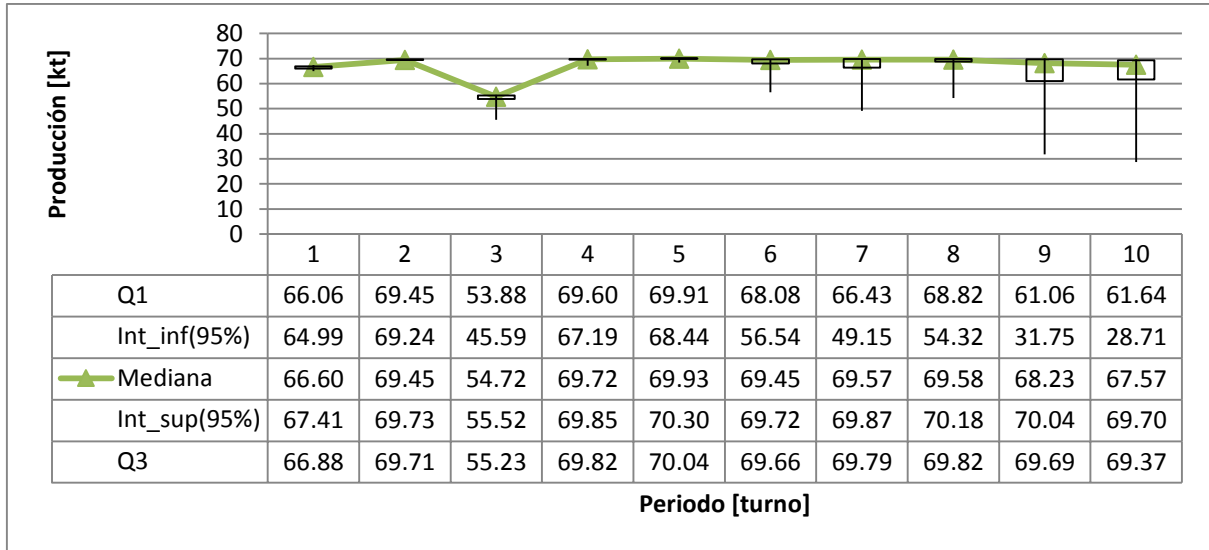 Producción [kt]
80
70
60
50
40
30
20
10
0
1 2 3 4 5 6 7 8 9 10
Q1 66.06 69.45 53.88 69.60 69.91 68.08 66.43 68.82 61.06 61.64
Int_inf(95%) 64.99 69.24 45.59 67.19 68.44 56.54 49.15 54.32 31.75 28.71
Mediana 66.60 69.45 54.72 69.72 69.93 69.45 69.57 69.58 68.23 67.57
Int_sup(95%) 67.41 69.73 55.52 69.85 70.30 69.72 69.87 70.18 70.04 69.70
Q3 66.88 69.71 55.23 69.82 70.04 69.66 69.79 69.82 69.69 69.37
Periodo [turno]